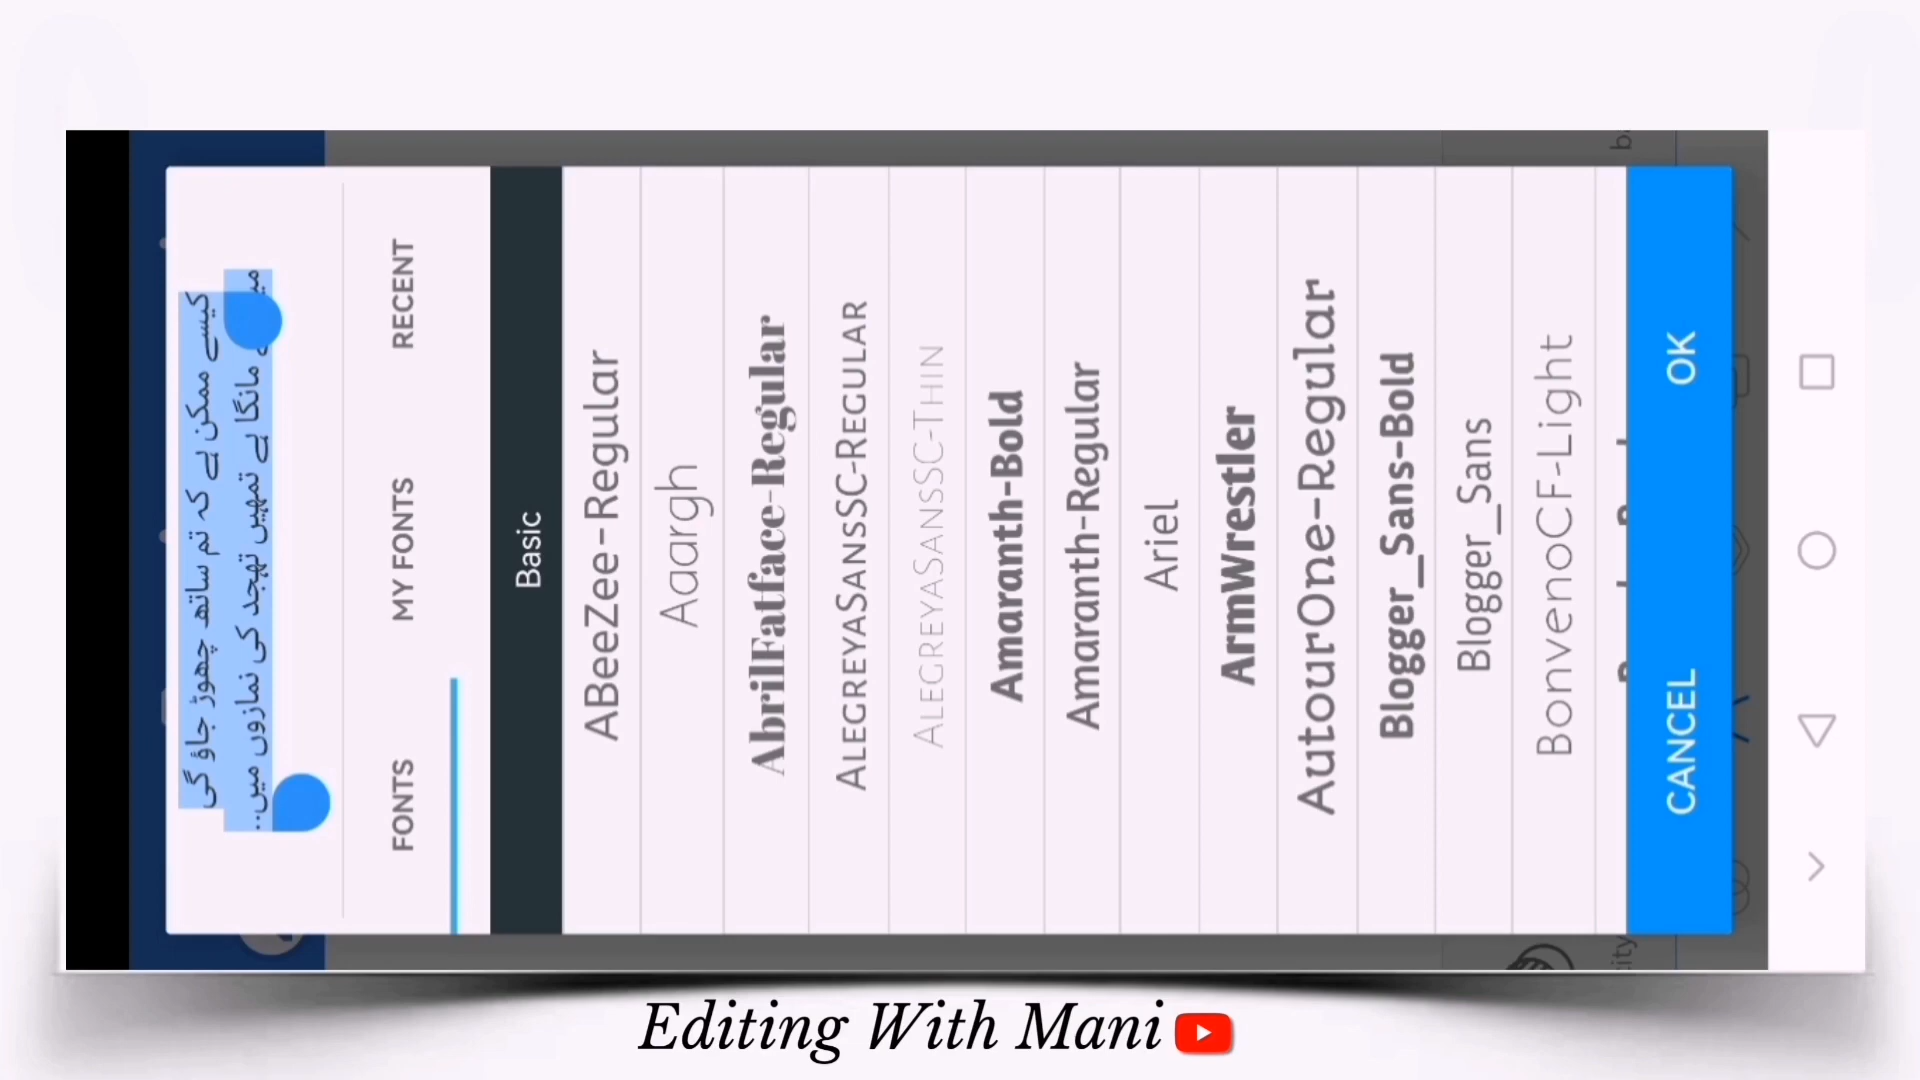 کیسے ممکن ہے کہ تم ساتھ چھوڑ جاؤ گی
مانگا ہے تمہیں تہجد کی نمازوں میں..
FONTS MY FONTS RECENT
Basic
ABeeZee-Regular
Aaargh
AbrilFatface-Regular
AlegreyaSansSC-Regular
AlegreyaSansSC-Thin
Amaranth-Bold
Amaranth-Regular
Ariel
ArmWrestler
AutourOne-Regular
Blogger_Sans-Bold
Blogger_Sans
BonvenoCF-Light
CANCEL OK
Editing With Mani